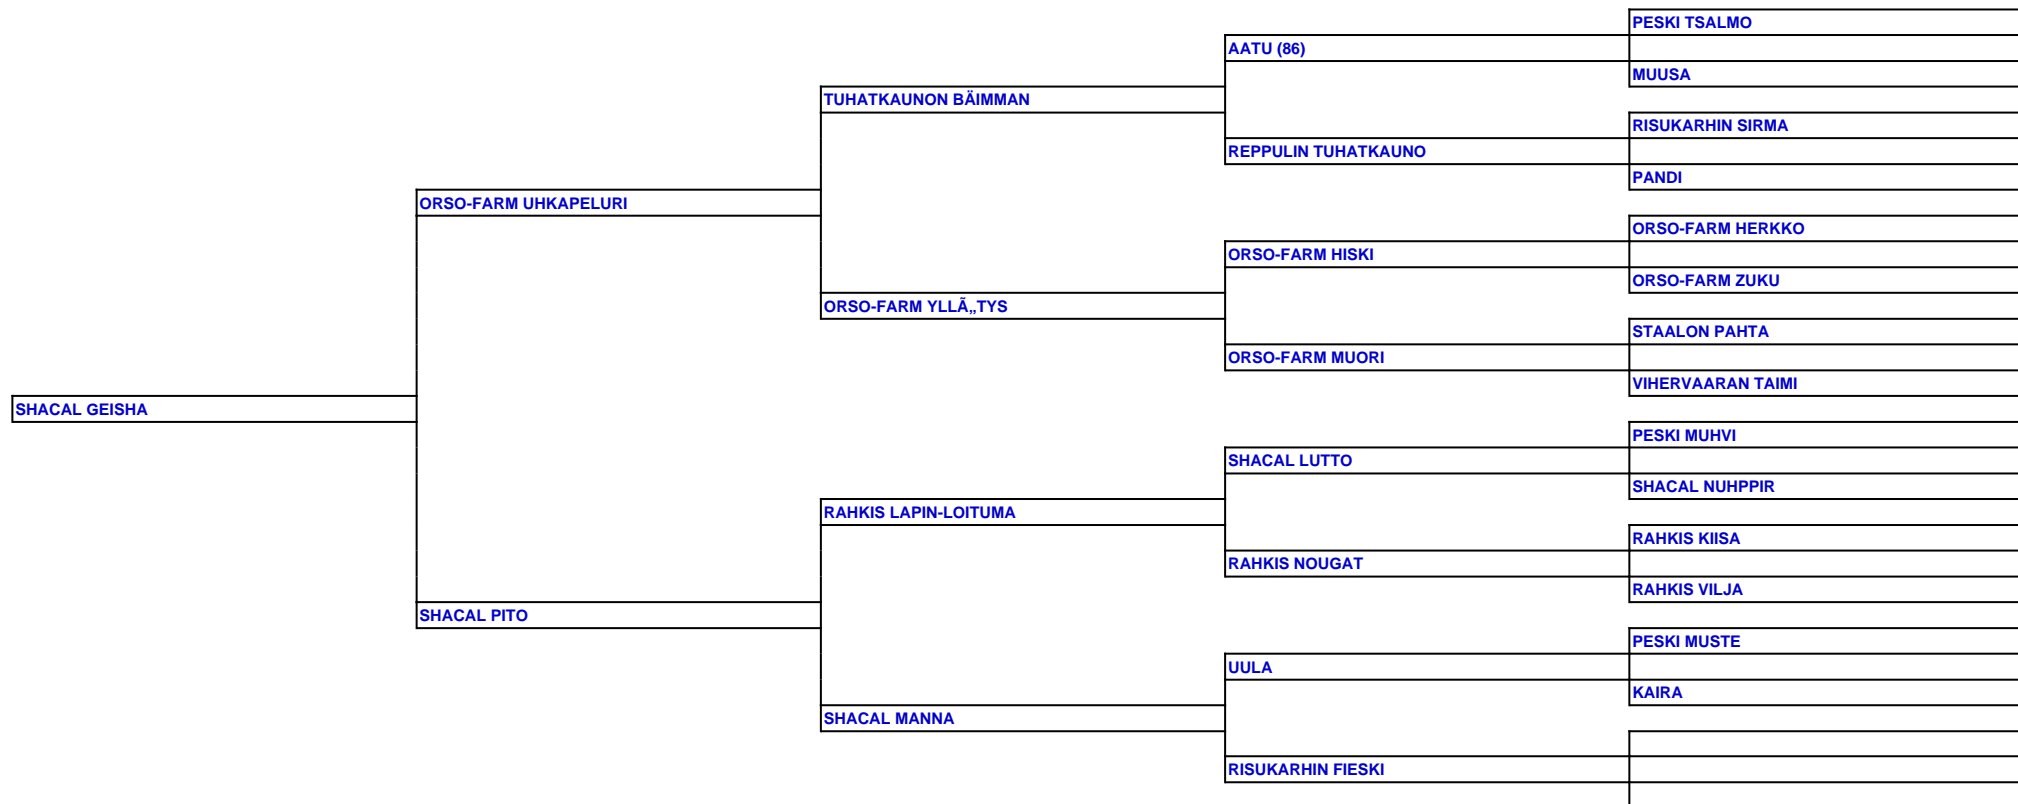 PESKI TSALMO
AATU (86)
MUUSA
TUHATKAUNON BÄIMMAN
RISUKARHIN SIRMA
REPPULIN TUHATKAUNO
PANDI
ORSO-FARM UHKAPELURI
ORSO-FARM HERKKO
ORSO-FARM HISKI
ORSO-FARM ZUKU
ORSO-FARM YLLÃ„TYS
STAALON PAHTA
ORSO-FARM MUORI
VIHERVAARAN TAIMI
SHACAL GEISHA
PESKI MUHVI
SHACAL LUTTO
SHACAL NUHPPIR
RAHKIS LAPIN-LOITUMA
RAHKIS KIISA
RAHKIS NOUGAT
RAHKIS VILJA
SHACAL PITO
PESKI MUSTE
UULA
KAIRA
SHACAL MANNA
RISUKARHIN FIESKI